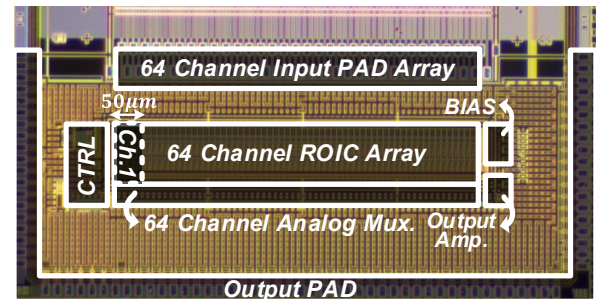 64 Channel Input PAD Array
50μm
BIAS
CTRL
Ch.1
64 Channel ROIC Array
64 Channel Analog Mux.
Output
Amp.
Output PAD